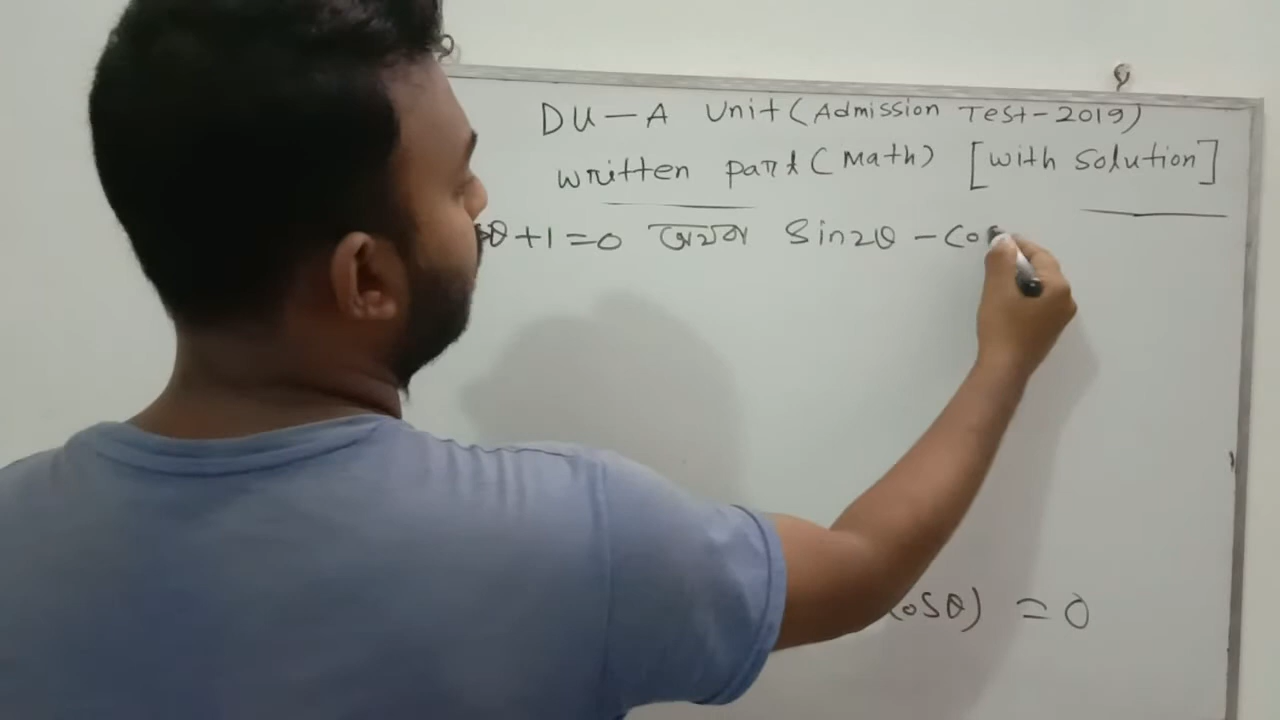 DU-A Unit (Admission Test-2019)
written part (Math) [with solution]
θ +1 =0 অথবা Sin2θ - Co
cosθ) = 0